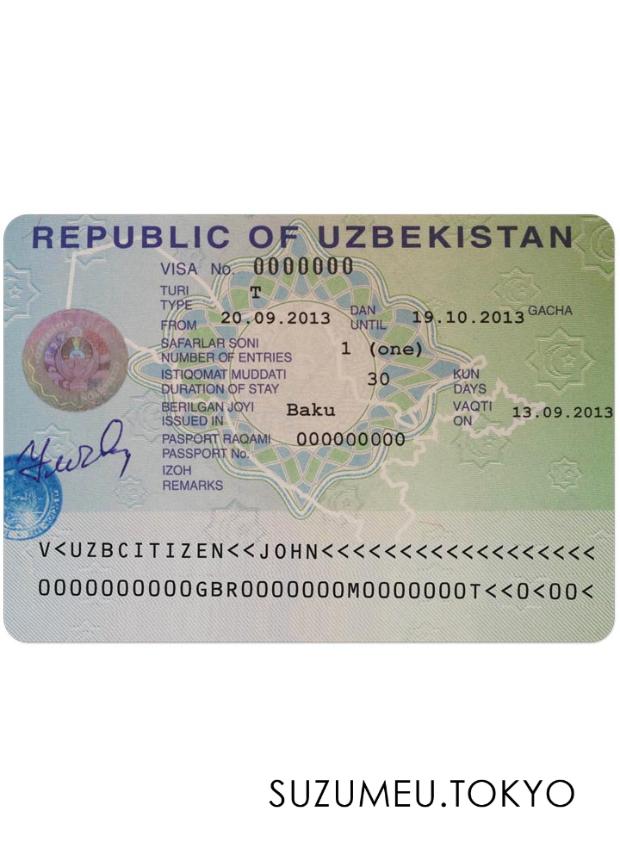 REPUBLIC OF UZBEKISTAN
VISA No. 0000000
TURI
TYPE T
FROM 20.09.2013 DAN UNTIL 19.10.2013 GACHA
SAFARLAR SONI
NUMBER OF ENTRIES 1 (one)
ISTIQOMAT MUDDATI KUN
DURATION OF STAY 30 DAYS
BERILGAN JOYI VAQTI
ISSUED IN Baku ON 13.09.2013
PASPORT RAQAMI 000000000
PASSPORT No.
IZOH
REMARKS
V<UZBCITIZEN<<JOHN<<<<<<<<<<<<<<<<<<
0000000000GBR0000000M0000000T<<0<00<
SUZUMEU.TOKYO